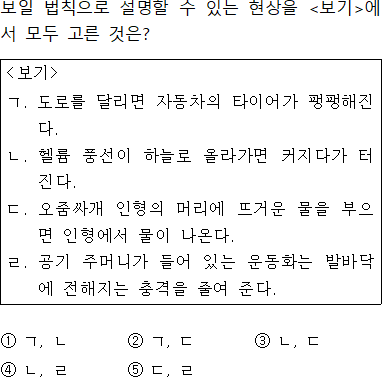 보일 법칙으로 설명할 수 있는 현상을 <보기>에
서 모두 고른 것은?
<보기>
ㄱ. 도로를 달리면 자동차의 타이어가 팽팽해진
다.
ㄴ. 헬륨 풍선이 하늘로 올라가면 커지다가 터
진다.
ㄷ. 오줌싸개 인형의 머리에 뜨거운 물을 부으
면 인형에서 물이 나온다.
ㄹ. 공기 주머니가 들어 있는 운동화는 발바닥
에 전해지는 충격을 줄여 준다.
① ㄱ, ㄴ ② ㄱ, ㄷ ③ ㄴ, ㄷ
④ ㄴ, ㄹ ⑤ ㄷ, ㄹ